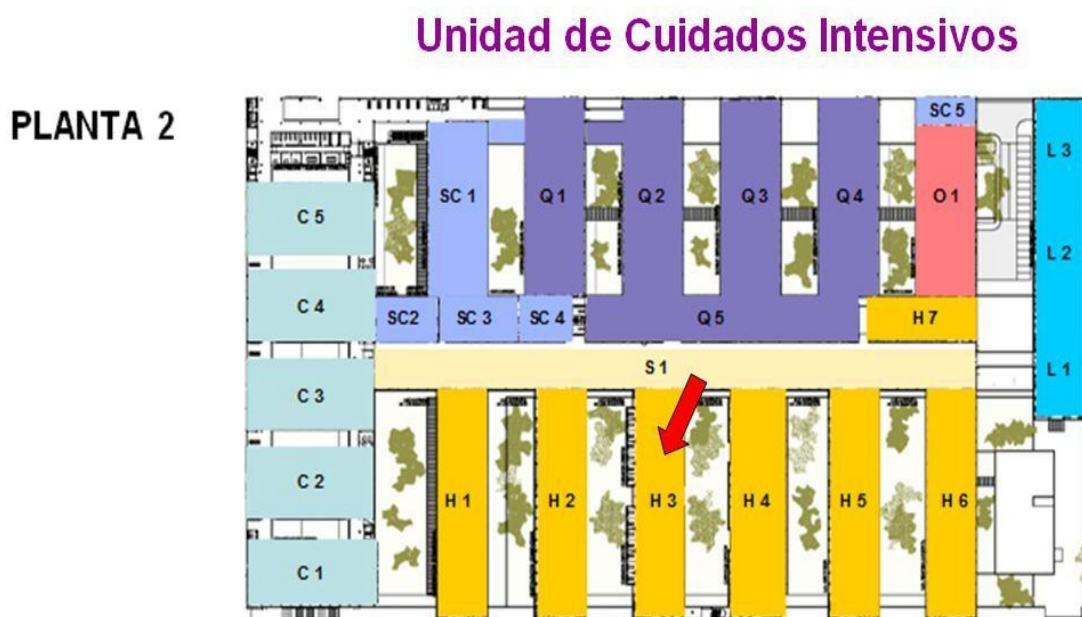 Unidad de Cuidados Intensivos
PLANTA 2
SC 5
L 3
C 5
SC 1
Q 1
Q 2
Q 3
Q 4
O 1
L 2
C 4
SC2
SC 3
SC 4
Q 5
H 7
S 1
L 1
C 3
C 2
H 1
H 2
H 3
H 4
H 5
H 6
C 1